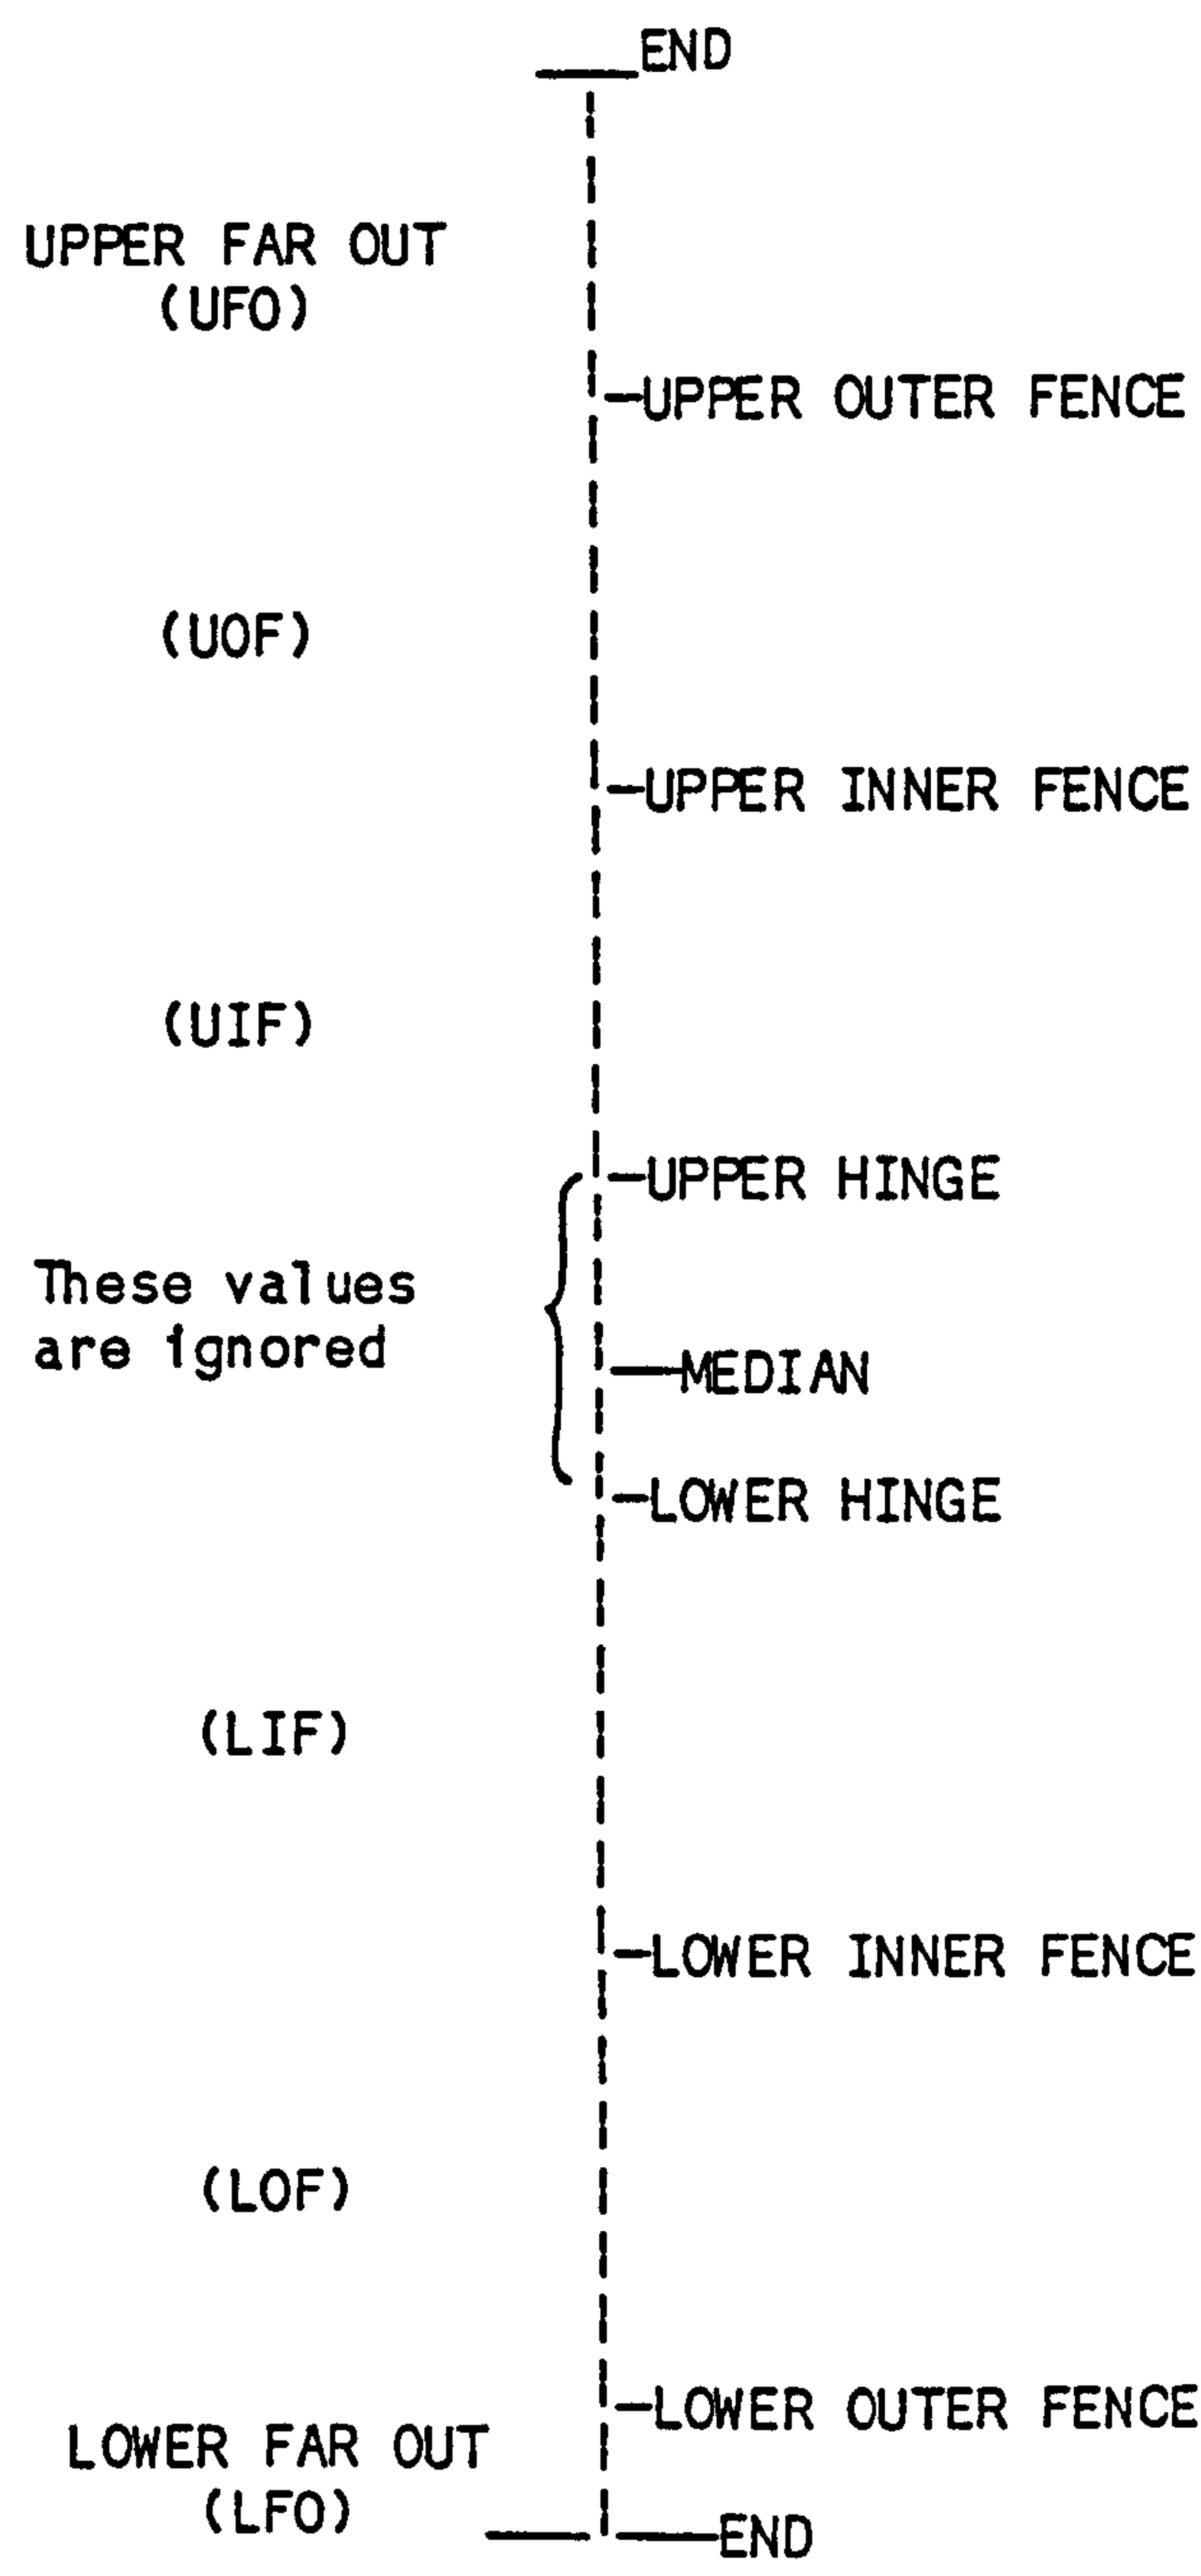 END
UPPER FAR OUT
(UFO)
UPPER OUTER FENCE
(UOF)
UPPER INNER FENCE
(UIF)
UPPER HINGE
These values
are ignored
MEDIAN
LOWER HINGE
(LIF)
LOWER INNER FENCE
(LOF)
LOWER OUTER FENCE
LOWER FAR OUT
(LFO)
END